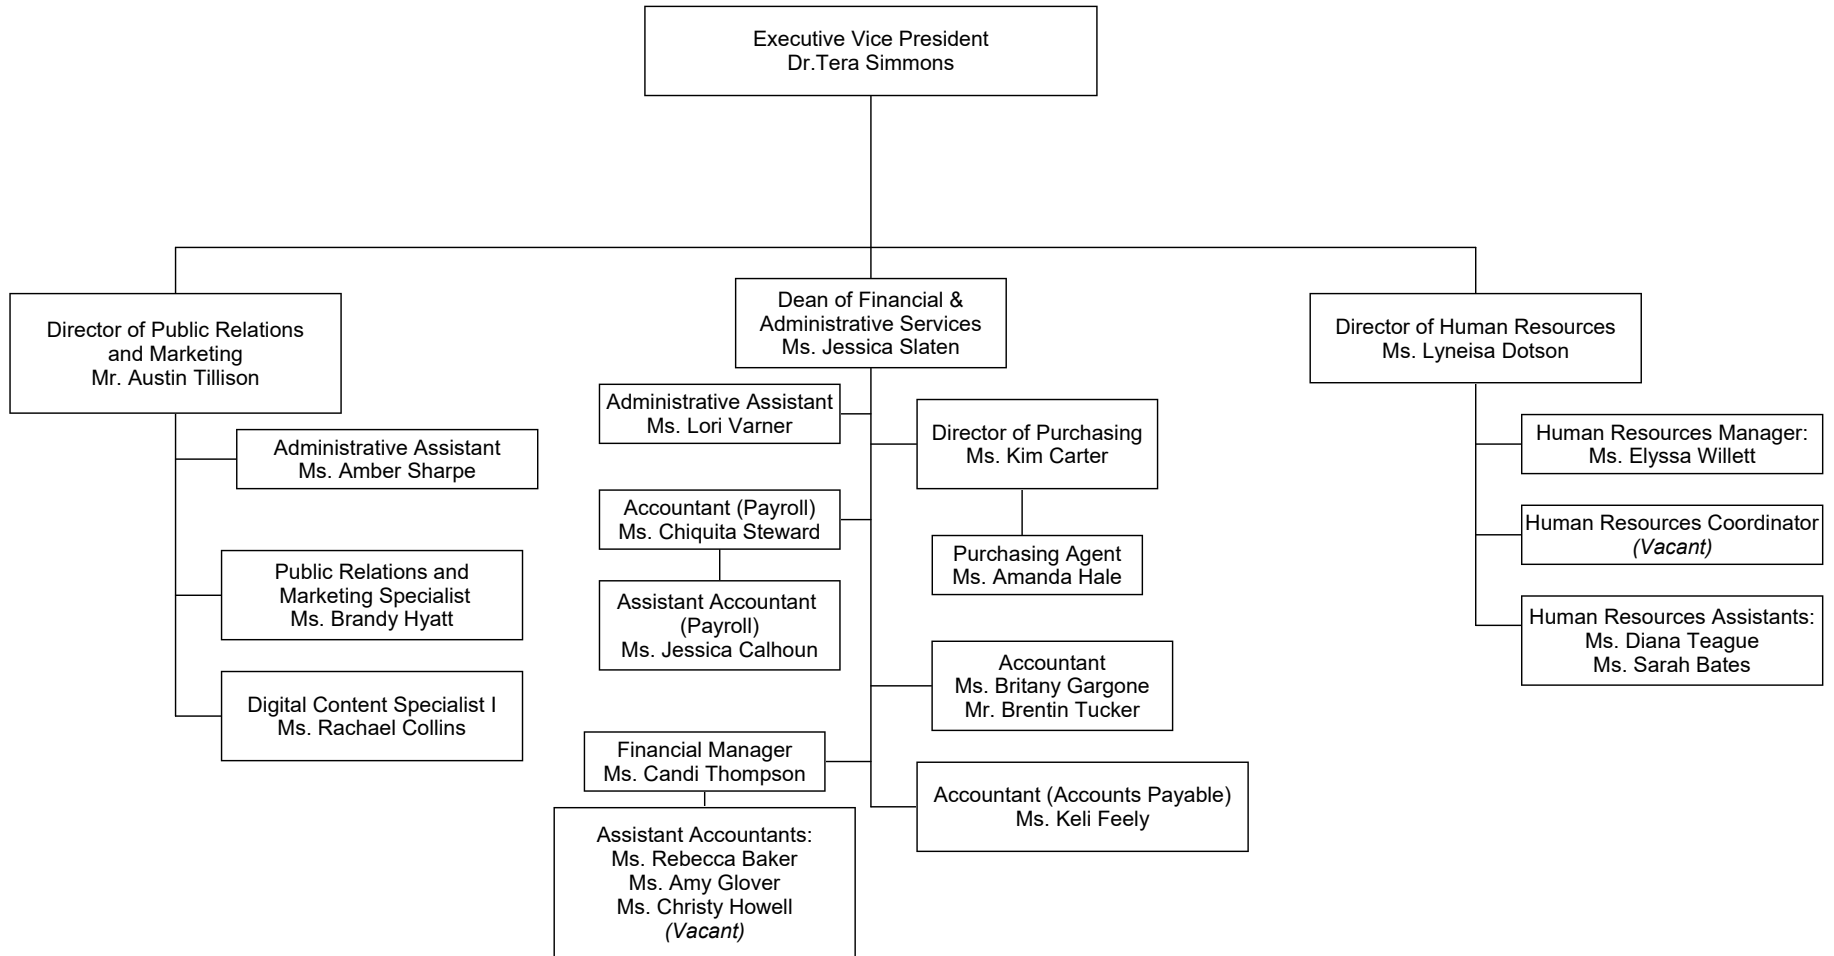 Executive Vice President
Dr.Tera Simmons
Director of Public Relations
and Marketing
Mr. Austin Tillison
Administrative Assistant
Ms. Amber Sharpe
Public Relations and
Marketing Specialist
Ms. Brandy Hyatt
Digital Content Specialist I
Ms. Rachael Collins
Dean of Financial &
Administrative Services
Ms. Jessica Slaten
Administrative Assistant
Ms. Lori Varner
Director of Purchasing
Ms. Kim Carter
Purchasing Agent
Ms. Amanda Hale
Accountant (Payroll)
Ms. Chiquita Steward
Assistant Accountant
(Payroll)
Ms. Jessica Calhoun
Accountant
Ms. Britany Gargone
Mr. Brentin Tucker
Financial Manager
Ms. Candi Thompson
Assistant Accountants:
Ms. Rebecca Baker
Ms. Amy Glover
Ms. Christy Howell
(Vacant)
Accountant (Accounts Payable)
Ms. Keli Feely
Director of Human Resources
Ms. Lyneisa Dotson
Human Resources Manager:
Ms. Elyssa Willett
Human Resources Coordinator
(Vacant)
Human Resources Assistants:
Ms. Diana Teague
Ms. Sarah Bates